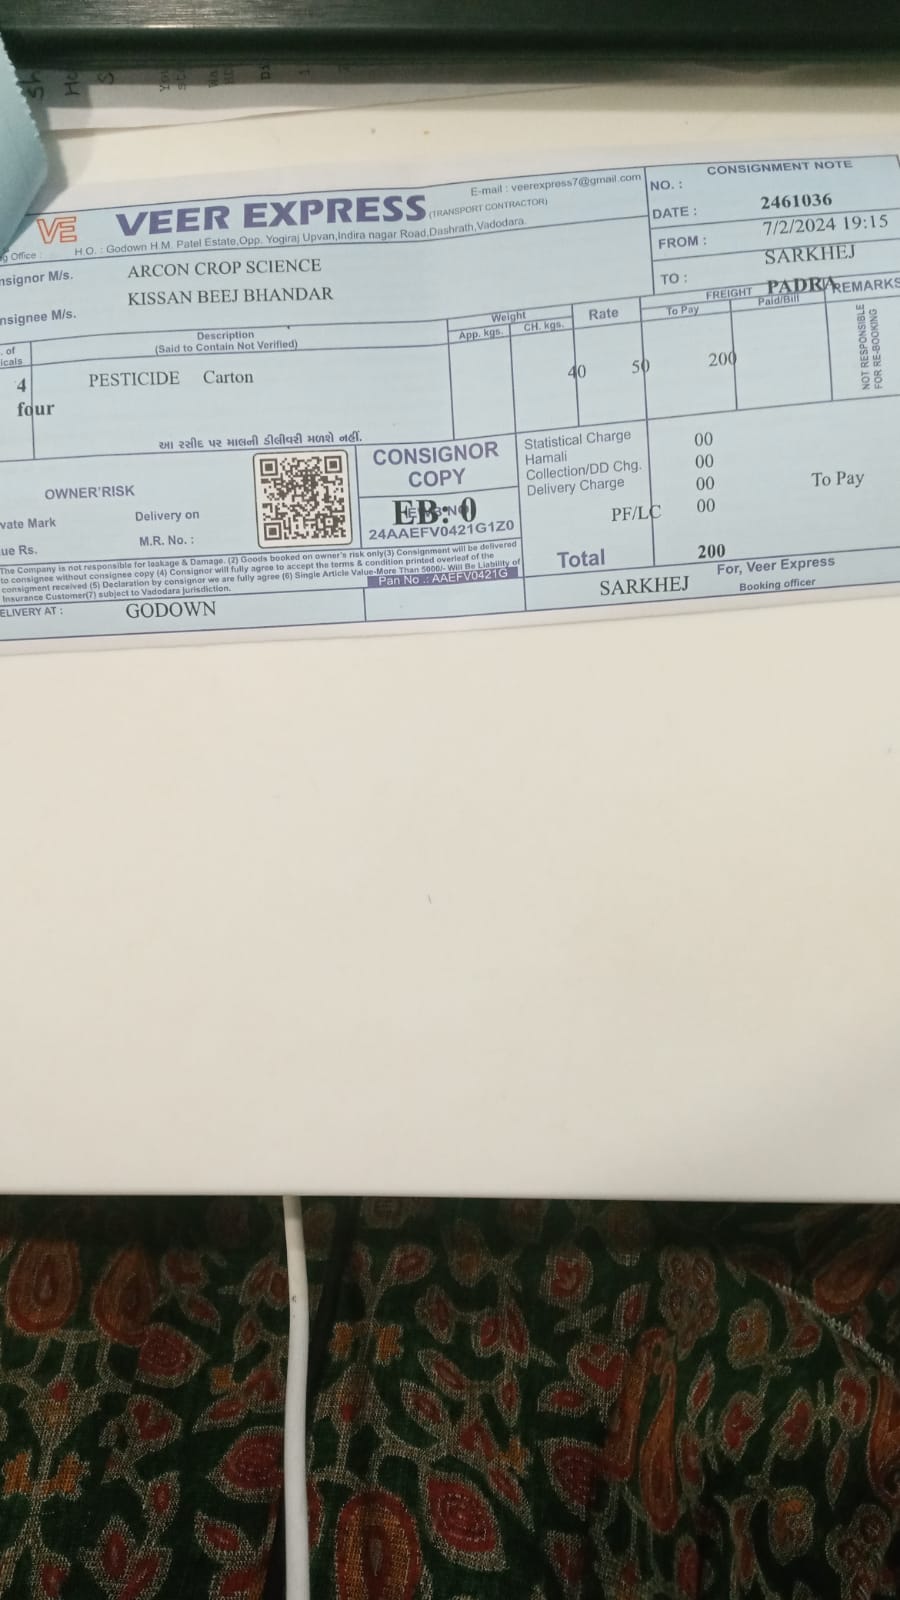 CONSIGNMENT NOTE
E-mail : veerexpress7@gmail.com
VE VEER EXPRESS (TRANSPORT CONTRACTOR)
H.O. : Godown H.M. Patel Estate,Opp. Yogiraj Upvan,Indira nagar Road,Dashrath,Vadodara.
g Office :
NO. : 2461036
DATE : 7/2/2024 19:15
FROM : SARKHEJ
TO : PADRA
nsignor M/s. ARCON CROP SCIENCE
nsignee M/s. KISSAN BEEJ BHANDAR
. of
icals
Description
(Said to Contain Not Verified)
Weight
App. kgs. CH. kgs.
Rate
FREIGHT
To Pay Paid/Bill
REMARKS
4 PESTICIDE Carton 40 50 200
four
NOT RESPONSIBLE
FOR RE-BOOKING
આ રસીદ પર માલની ડીલીવરી મળશે નહીં.
OWNER'RISK
vate Mark Delivery on
ue Rs. M.R. No. :
CONSIGNOR
COPY
EB: 0
24AAEFV0421G1Z0
Pan No .: AAEFV0421G
Statistical Charge 00
Hamali 00
Collection/DD Chg. 00
Delivery Charge
PF/LC 00
To Pay
Total 200
The Company is not responsible for leakage & Damage. (2) Goods booked on owner's risk only(3) Consignment will be delivered
to consignee without consignee copy (4) Consignor will fully agree to accept the terms & condition printed overleaf of the
consigment received (5) Declaration by consignor we are fully agree (6) Single Article Value-More Than 5000/- Will Be Liability of
Insurance Customer(7) subject to Vadodara jurisdiction.
ELIVERY AT : GODOWN
SARKHEJ
For, Veer Express
Booking officer